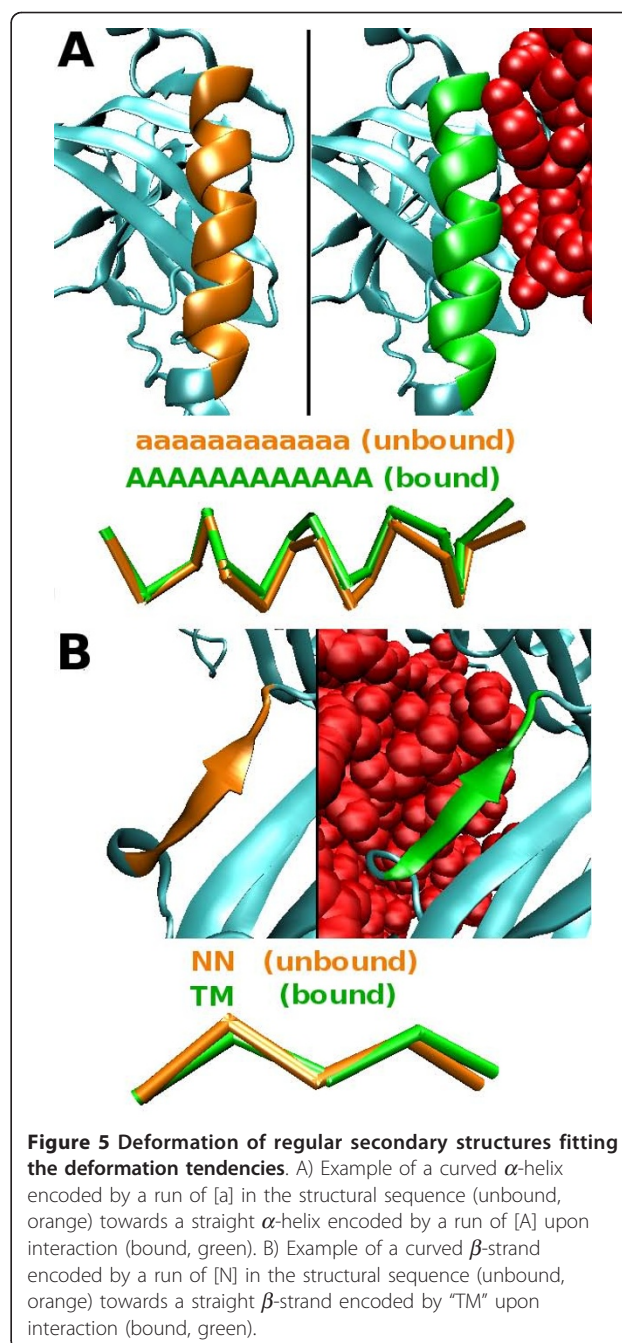 A
aaaaaaaaaaaa (unbound)
AAAAAAAAAAAA (bound)
B
NN (unbound)
TM (bound)
Figure 5 Deformation of regular secondary structures fitting
the deformation tendencies. A) Example of a curved α-helix
encoded by a run of [a] in the structural sequence (unbound,
orange) towards a straight α-helix encoded by a run of [A] upon
interaction (bound, green). B) Example of a curved β-strand
encoded by a run of [N] in the structural sequence (unbound,
orange) towards a straight β-strand encoded by “TM” upon
interaction (bound, green).